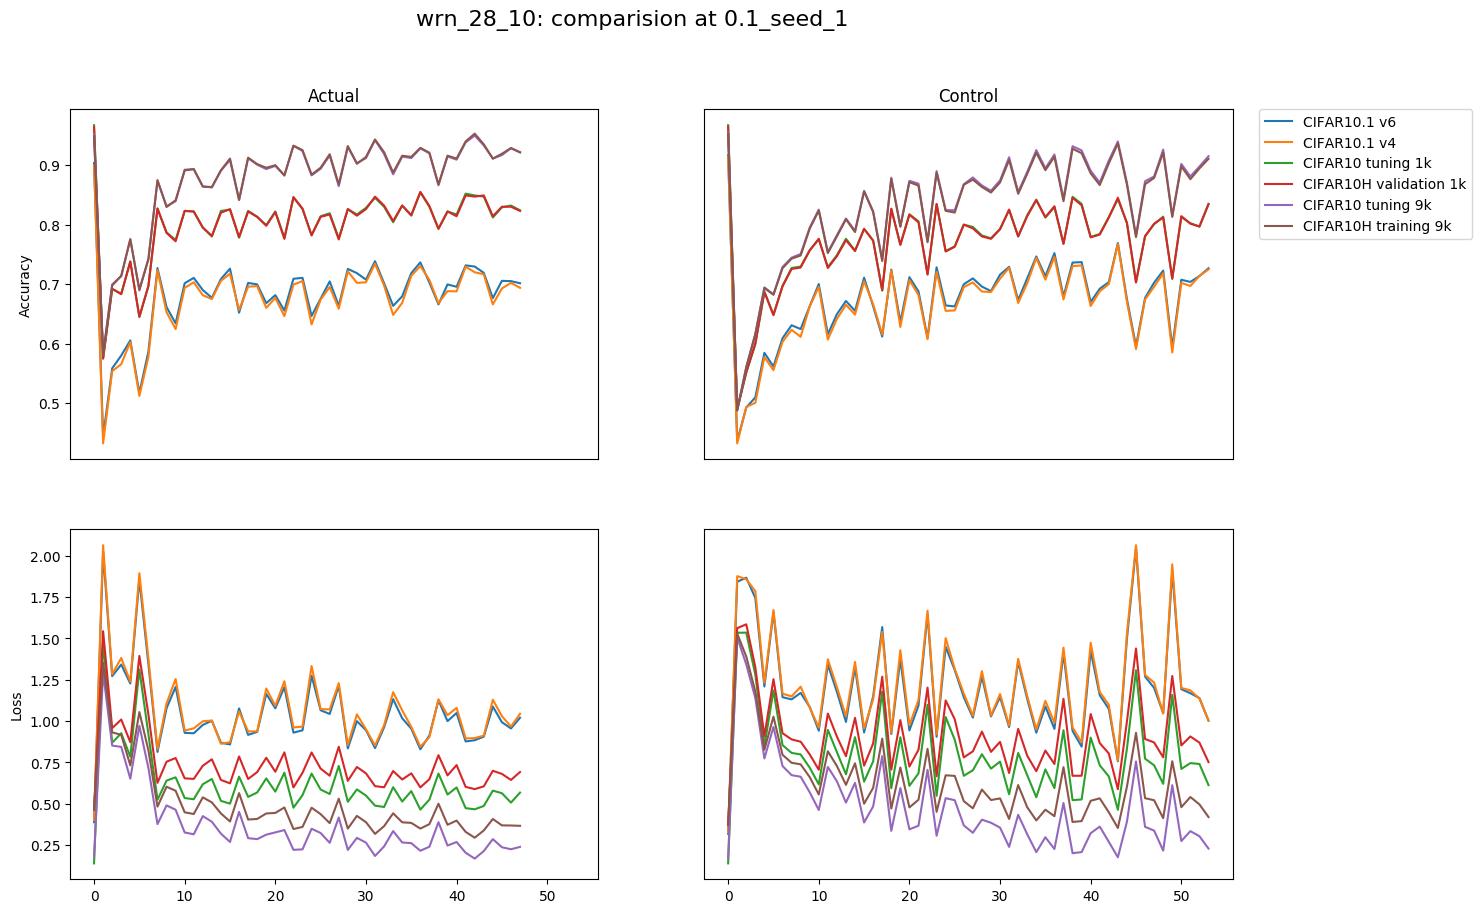 wrn_28_10: comparision at 0.1_seed_1
Actual
Control
CIFAR10.1 v6
CIFAR10.1 v4
CIFAR10 tuning 1k
CIFAR10H validation 1k
CIFAR10 tuning 9k
CIFAR10H training 9k
Accuracy
0.9
0.8
0.7
0.6
0.5
Loss
2.00
1.75
1.50
1.25
1.00
0.75
0.50
0.25
0 10 20 30 40 50
0 10 20 30 40 50